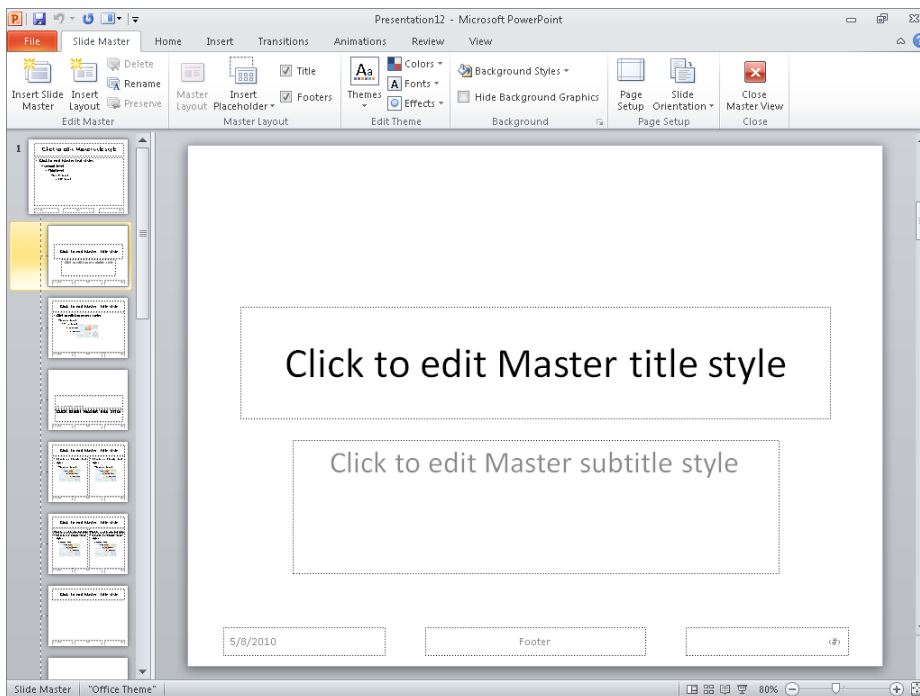 Presentation12 - Microsoft PowerPoint
File Slide Master Home Insert Transitions Animations Review View
Insert Slide Master
Insert Layout
Delete
Rename
Preserve
Edit Master
Master Layout
Insert Placeholder
Title
Footers
Master Layout
Aa
Themes
Colors
Fonts
Effects
Edit Theme
Background Styles
Hide Background Graphics
Background
Page Setup
Slide Orientation
Page Setup
Close Master View
Close
1
Click to edit Master title style
Click to edit Master subtitle style
5/8/2010 Footer ‹#›
Slide Master "Office Theme" 80%